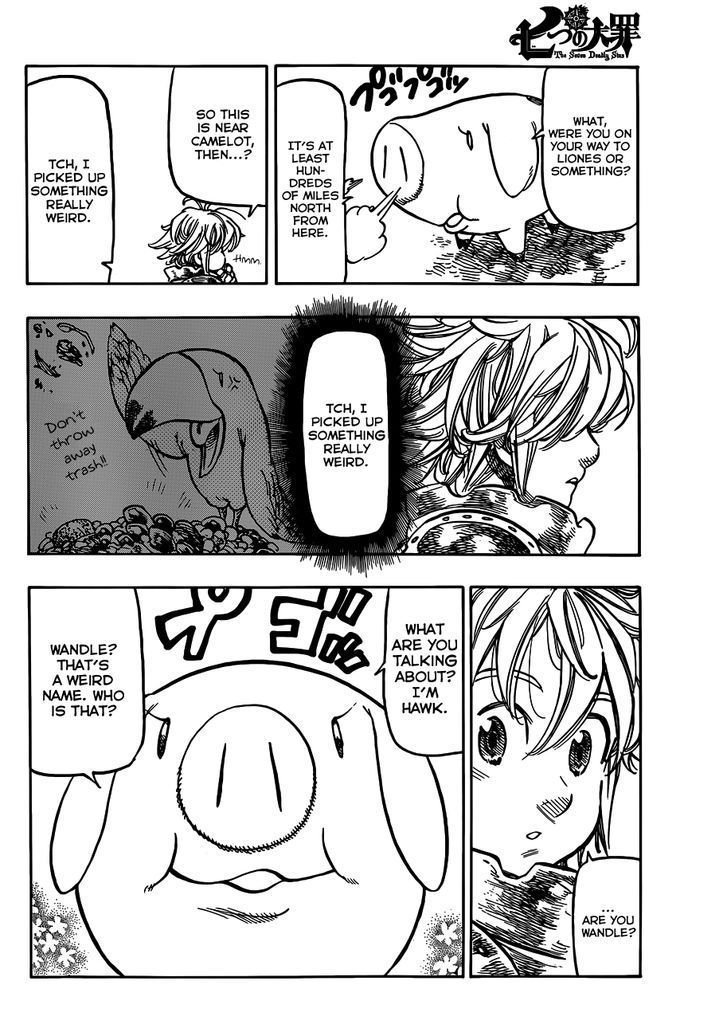 七つの大罪
The Seven Deadly Sins
WHAT,
WERE YOU ON
YOUR WAY TO
LIONES OR
SOMETHING?
プゴプゴッ
IT'S AT
LEAST
HUN-
DREDS
OF MILES
NORTH
FROM
HERE.
SO THIS
IS NEAR
CAMELOT,
THEN...?
Hmm.
TCH, I
PICKED UP
SOMETHING
REALLY
WEIRD.
TCH, I
PICKED UP
SOMETHING
REALLY
WEIRD.
Don't
throw
away
trash!!
...
ARE YOU
WANDLE?
プゴッ
WHAT
ARE YOU
TALKING
ABOUT?
I'M
HAWK.
WANDLE?
THAT'S
A WEIRD
NAME. WHO
IS THAT?